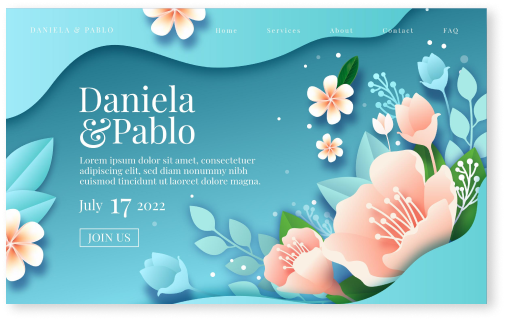 DANIELA & PABLO
Home Services About Contact FAQ
Daniela
&Pablo
Lorem ipsum dolor sit amet, consectetuer
adipiscing elit, sed diam nonummy nibh
euismod tincidunt ut laoreet dolore magna.
July 17 2022
JOIN US